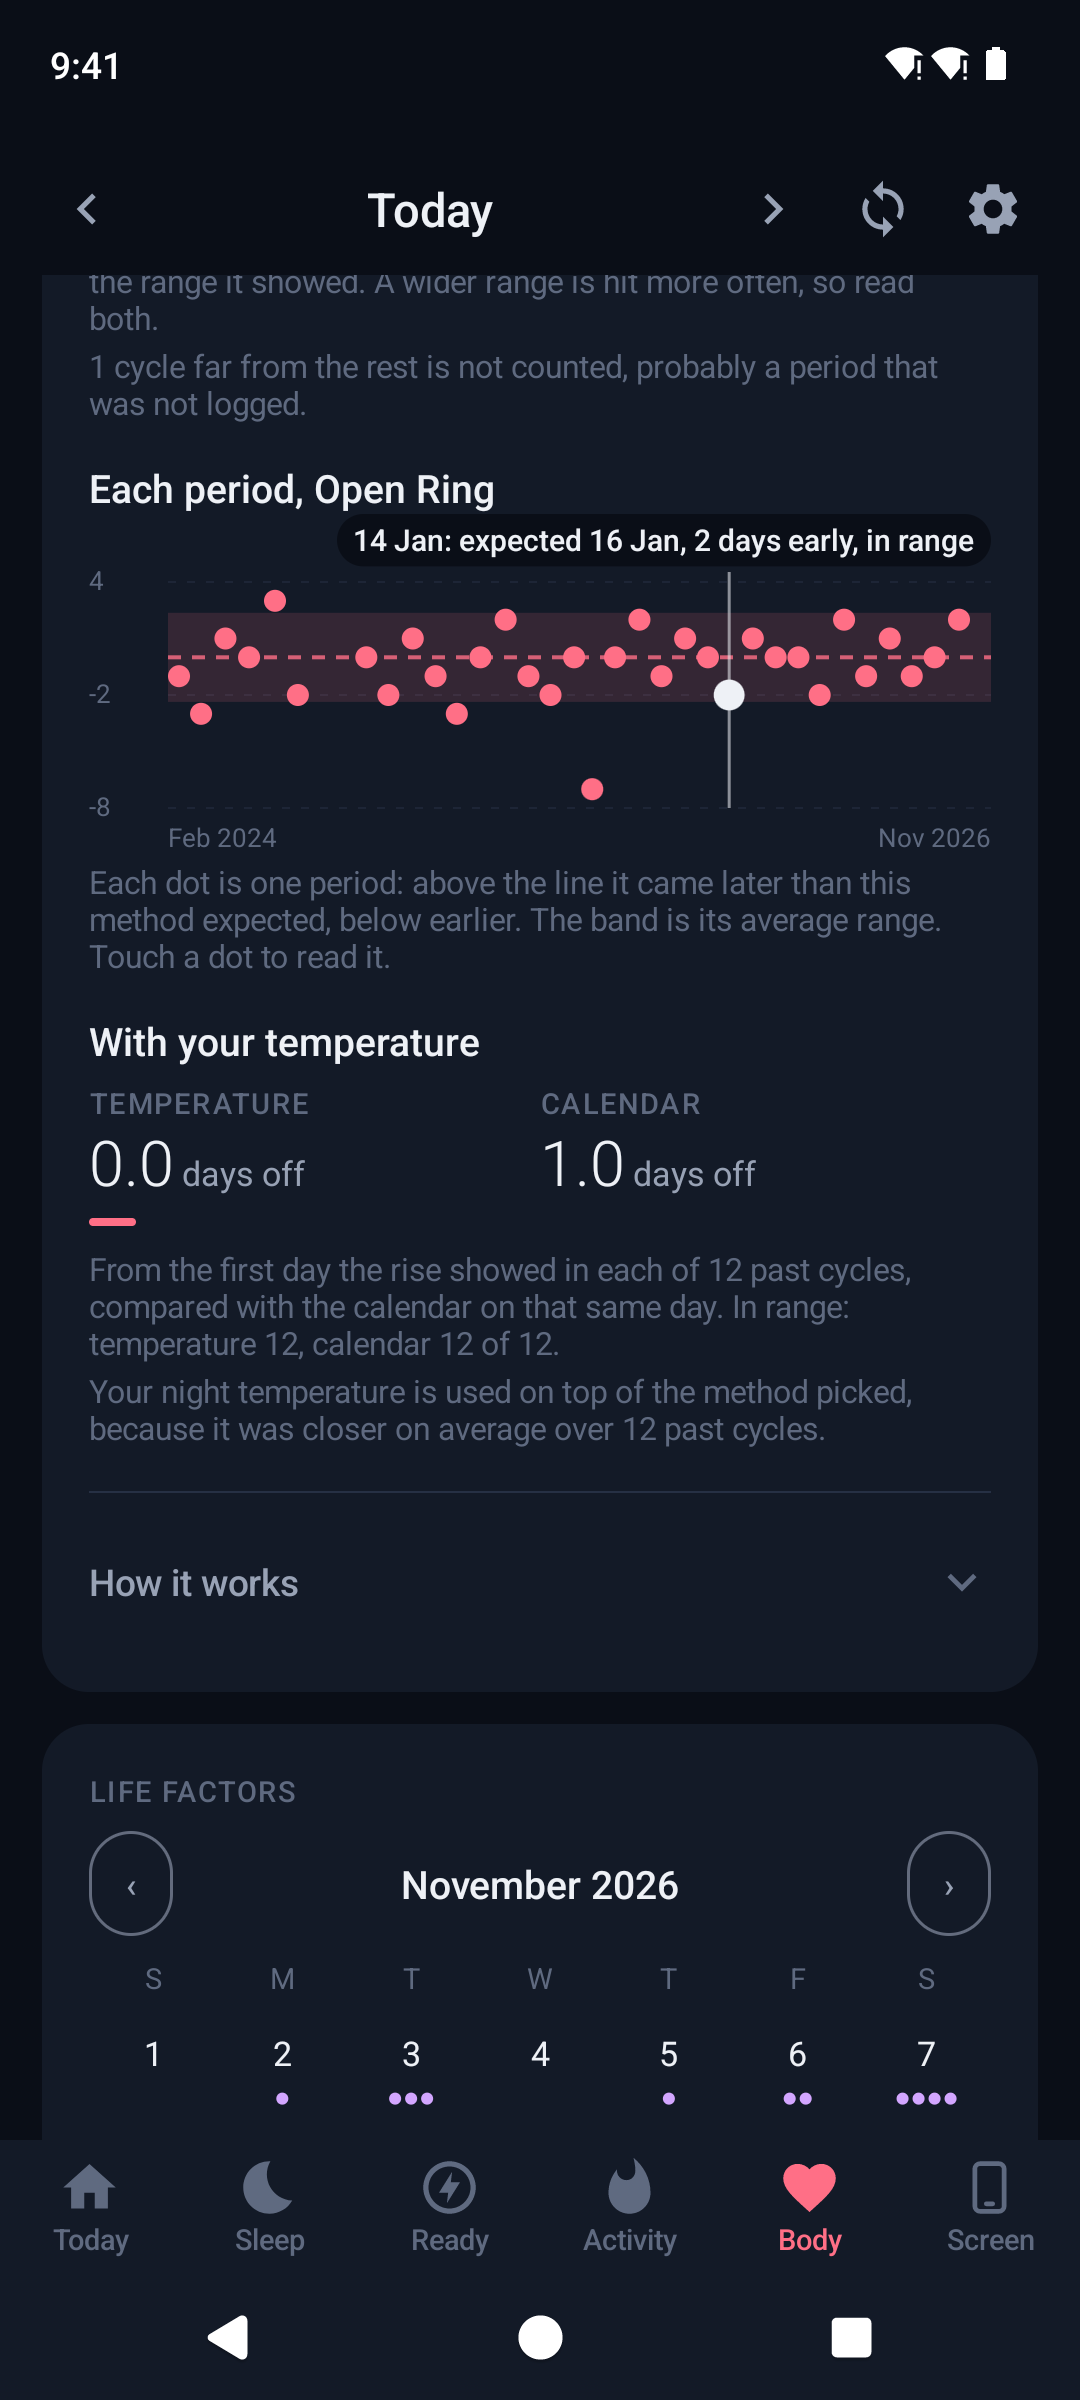 9:41
Today
the range it showed. A wider range is hit more often, so read
both.
1 cycle far from the rest is not counted, probably a period that
was not logged.
Each period, Open Ring
14 Jan: expected 16 Jan, 2 days early, in range
4
-2
-8
Feb 2024
Nov 2026
Each dot is one period: above the line it came later than this
method expected, below earlier. The band is its average range.
Touch a dot to read it.
With your temperature
TEMPERATURE
CALENDAR
0.0 days off
1.0 days off
From the first day the rise showed in each of 12 past cycles,
compared with the calendar on that same day. In range:
temperature 12, calendar 12 of 12.
Your night temperature is used on top of the method picked,
because it was closer on average over 12 past cycles.
How it works
LIFE FACTORS
‹ November 2026 ›
S M T W T F S
1 2 3 4 5 6 7
Today Sleep Ready Activity Body Screen